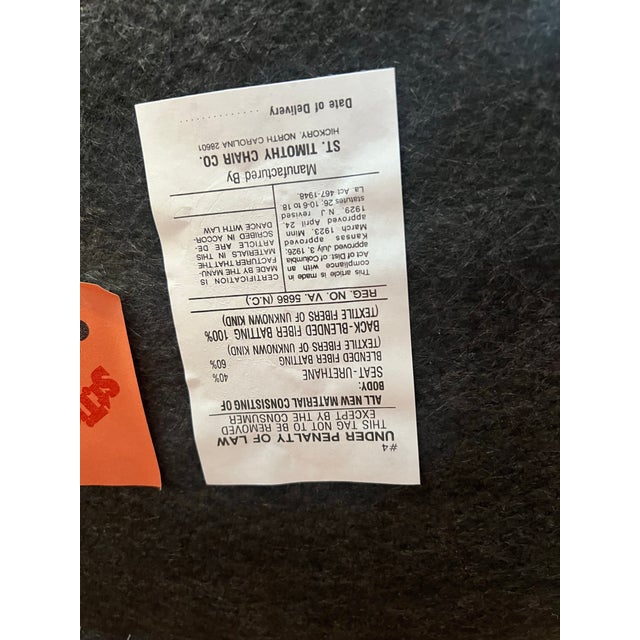 #4
UNDER PENALTY OF LAW
THIS TAG NOT TO BE REMOVED
EXCEPT BY THE CONSUMER
ALL NEW MATERIAL CONSISTING OF
BODY:
SEAT-URETHANE 40%
BLENDED FIBER BATTING 60%
(TEXTILE FIBERS OF UNKNOWN KIND)
BACK-BLENDED FIBER BATTING 100%
(TEXTILE FIBERS OF UNKNOWN KIND)
REG. NO. VA. 5686 (N.C.)
This article is made in
compliance with an
Act of Dist. of Columbia
approved July 3, 1926.
Kansas approved
March 1923. Minn
approved April 24,
1929. N J revised
statutes 26, 10-6 to 18
La Act 467-1948.
CERTIFICATION IS
MADE BY THE MANU-
FACTURER THAT THE
MATERIALS IN THIS
ARTICLE ARE DE-
SCRIBED IN ACCOR-
DANCE WITH LAW
Manufactured By
ST. TIMOTHY CHAIR CO.
HICKORY, NORTH CAROLINA 28601
Date of Delivery